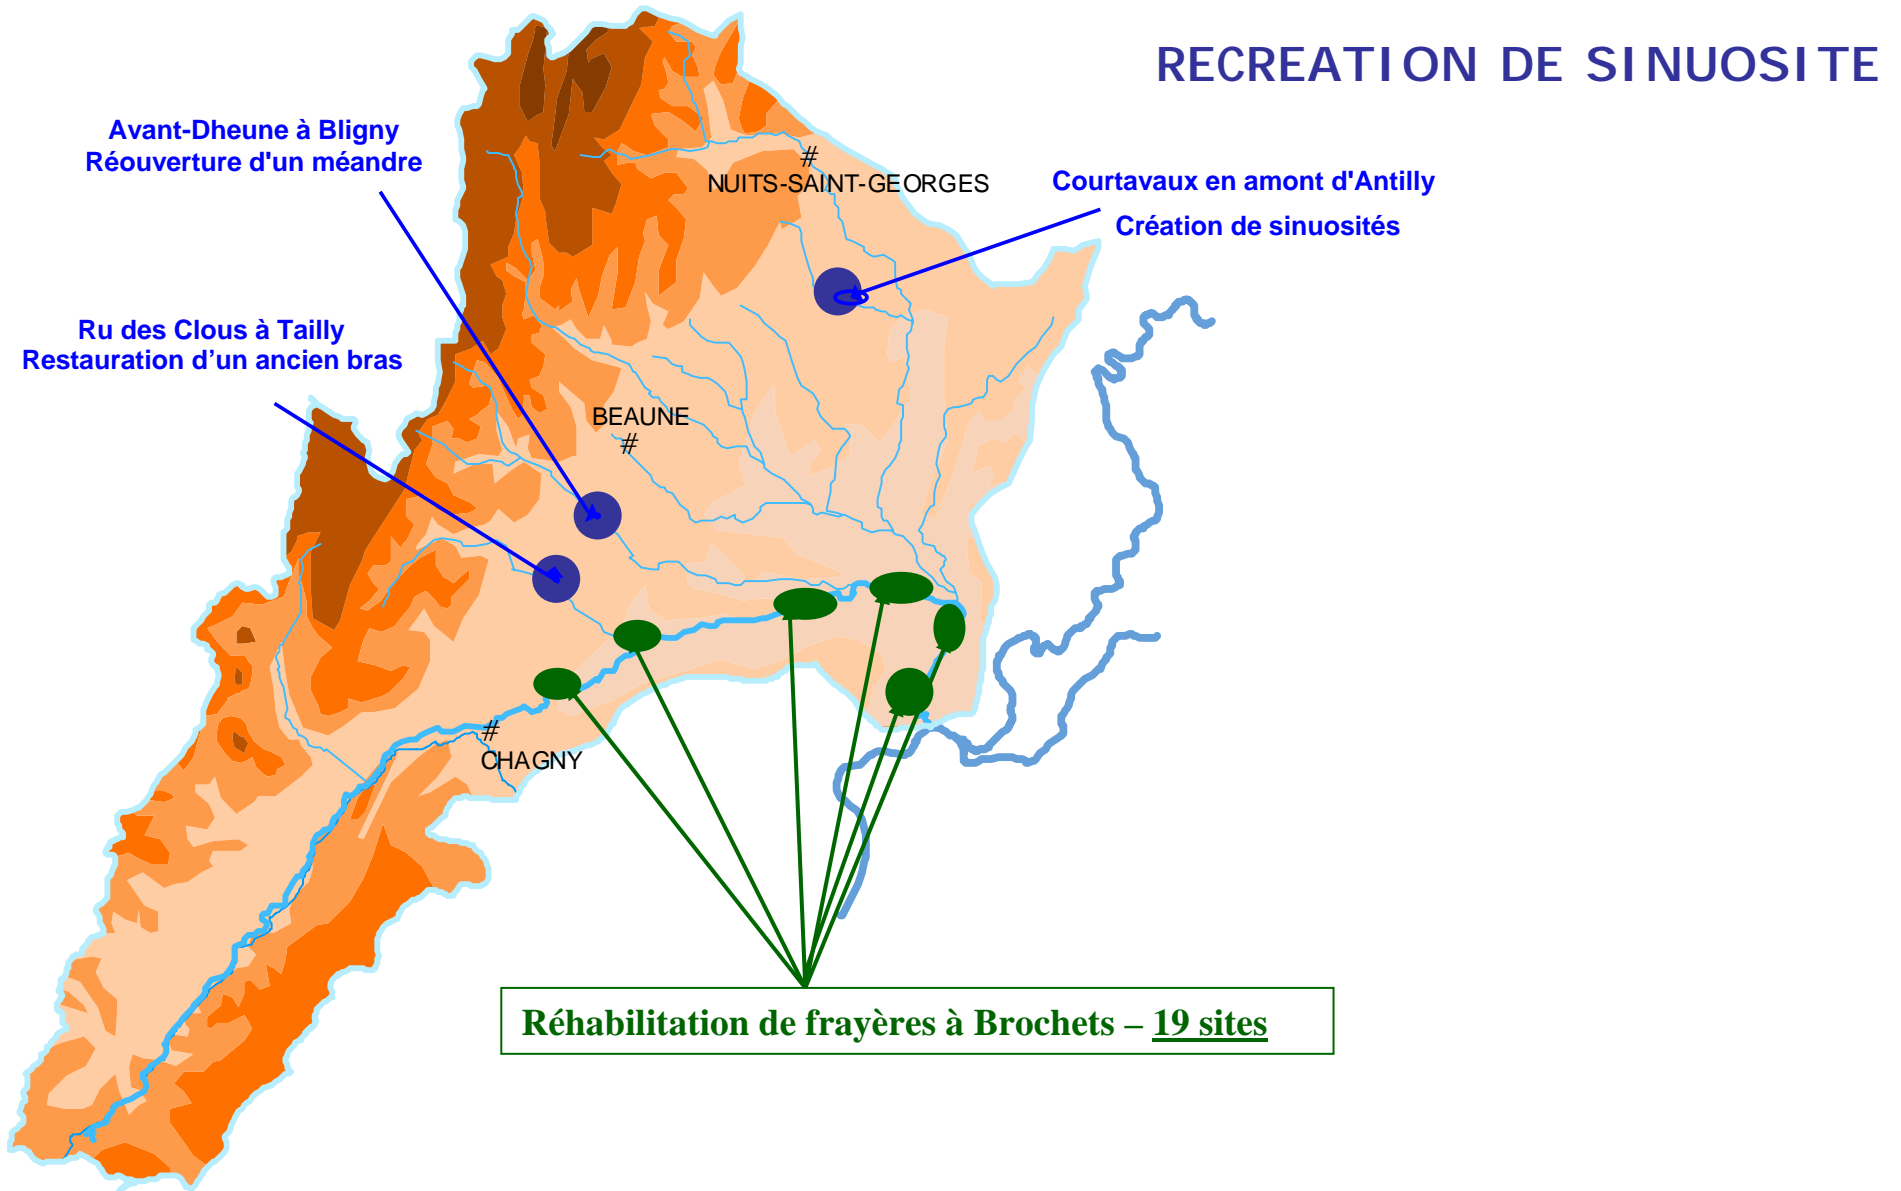 RECREATION DE SINUOSITE
Avant-Dheune à Bligny
Réouverture d'un méandre
#
NUITS-SAINT-GEORGES
Courtavaux en amont d'Antilly
Création de sinuosités
Ru des Clous à Tailly
Restauration d’un ancien bras
BEAUNE
#
#
CHAGNY
Réhabilitation de frayères à Brochets – 19 sites